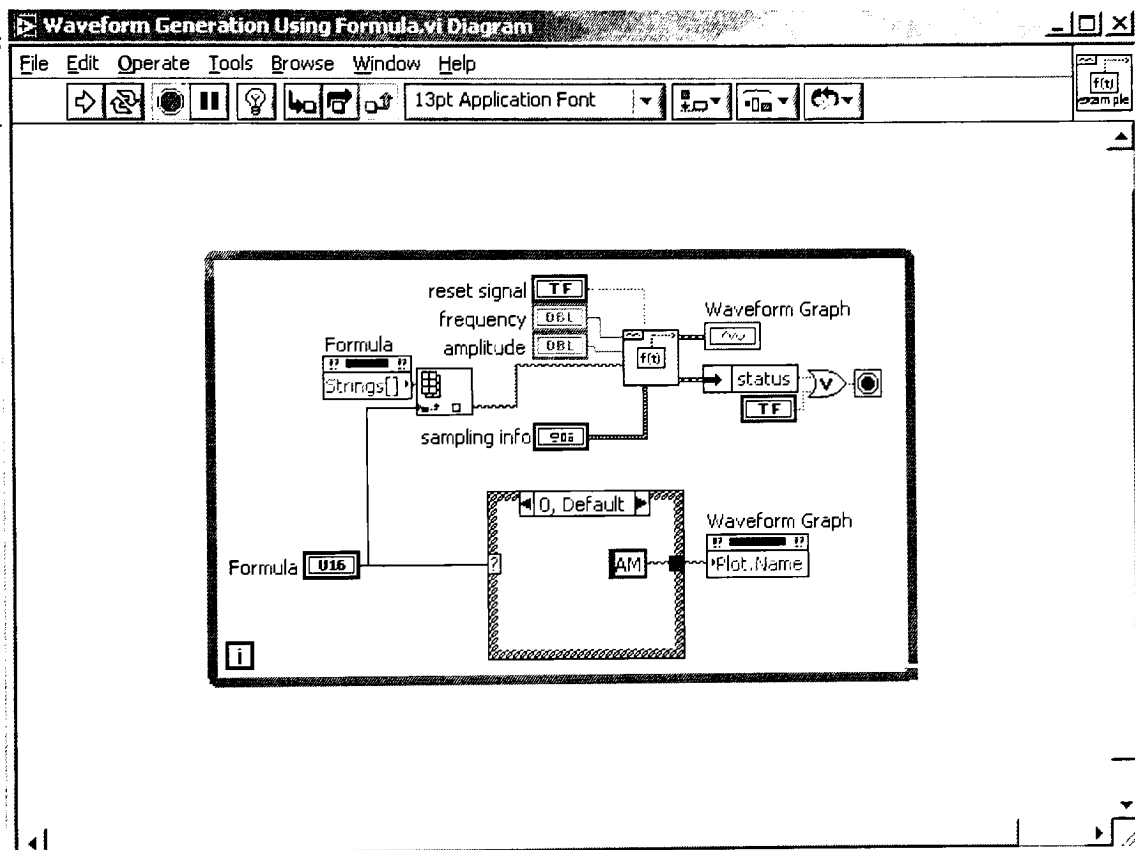 Waveform Generation Using Formula.vi Diagram
File Edit Operate Tools Browse Window Help
13pt Application Font
f(t)
example
reset signal TF
frequency DBL
amplitude DBL
Waveform Graph
f(t)
Formula
Strings[]
status
TF
V
sampling info
0, Default
Waveform Graph
Formula U16
?
AM
Plot.Name
i